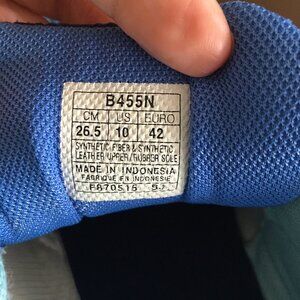 B455N
CM US EURO
26.5 10 42
SYNTHETIC FIBER & SYNTHETIC
LEATHER UPPER/RUBBER SOLE
MADE IN INDONESIA
FABRIQUE EN INDONESIE